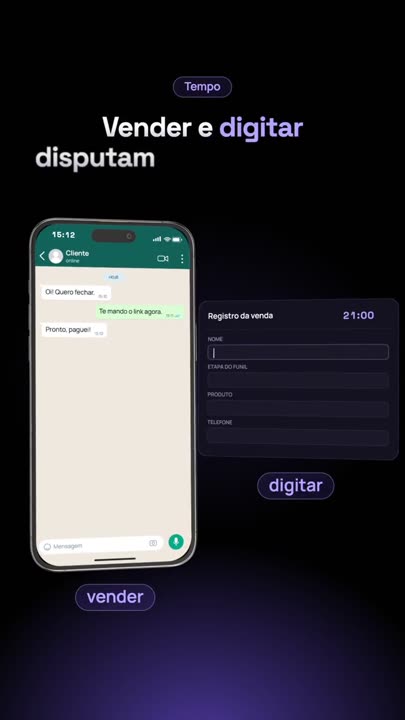 Tempo
Vender e digitar
disputam
15:12
Cliente
online
Oi! Quero fechar.
Te mando o link agora.
Pronto, paguei!
Mensagem
Registro da venda
21:00
NOME
ETAPA DO FUNIL
PRODUTO
TELEFONE
digitar
vender